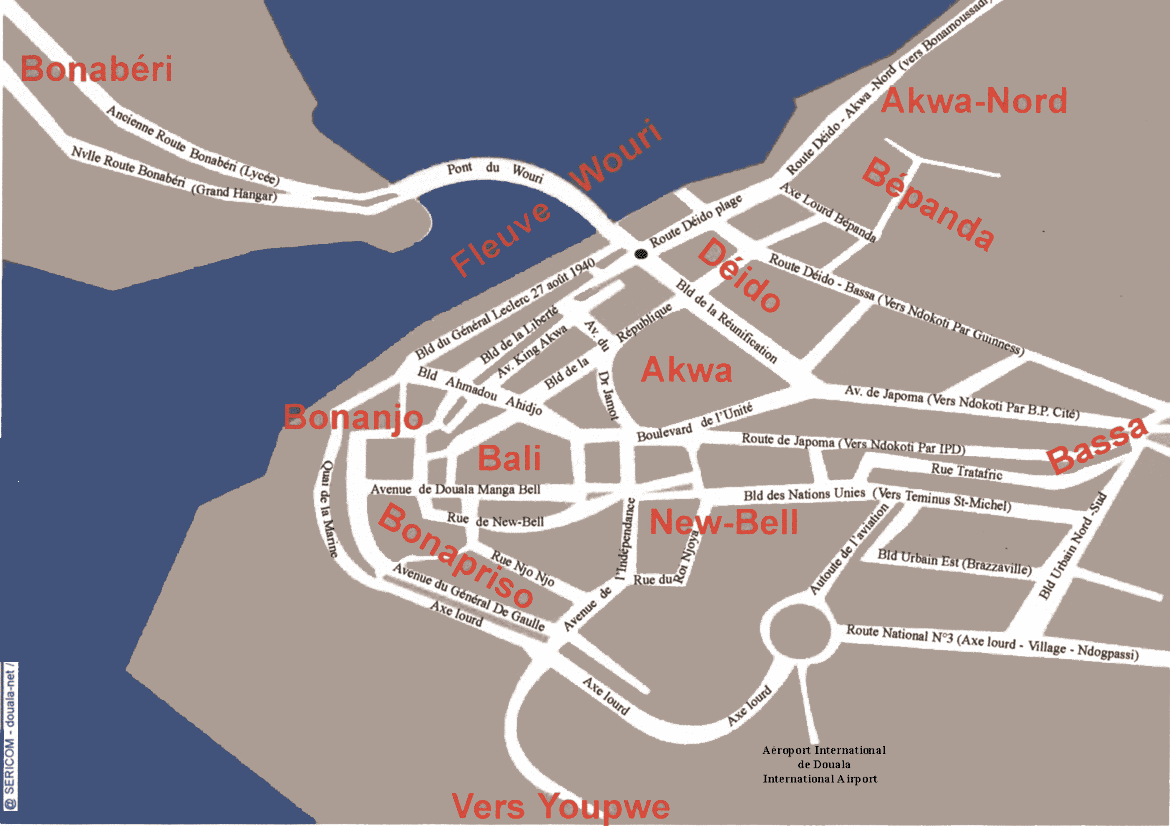 Bonabéri
Ancienne Route Bonabéri (Lycée)
Nvlle Route Bonabéri (Grand Hangar)
Pont du Wouri
Fleuve Wouri
Route Déido - Akwa-Nord (vers Bonamoussadi)
Akwa-Nord
Bépanda
Axe Lourd Bépanda
Route Déido plage
Déido
Route Déido - Bassa (Vers Ndokoti Par Guinness)
Bld de la Réunification
Bld du Général Leclerc 27 août 1940
Bld de la Liberté
Av. King Akwa
Bld de la République
Av. du Dr Jamot
Akwa
Bld Ahmadou Ahidjo
Boulevard de l'Unité
Av. de Japoma (Vers Ndokoti Par B.P. Cité)
Route de Japoma (Vers Ndokoti Par IPD)
Bassa
Rue Tratafric
Bonanjo
Bali
Quai de la Marine
Avenue de Douala Manga Bell
Bld des Nations Unies (Vers Teminus St-Michel)
Rue de New-Bell
New-Bell
Bonapriso
Rue Njo Njo
Avenue de l'Indépendance
Rue du Roi Njoya
Autoute de l'aviation
Bld Urbain Est (Brazzaville)
Bld Urbain Nord -Sud
Avenue du Général De Gaulle
Axe lourd
Route National N°3 (Axe lourd - Village - Ndogpassi)
Axe lourd
Axe lourd
Aéroport International
de Douala
International Airport
Vers Youpwe
@ SERICOM - douala-net /